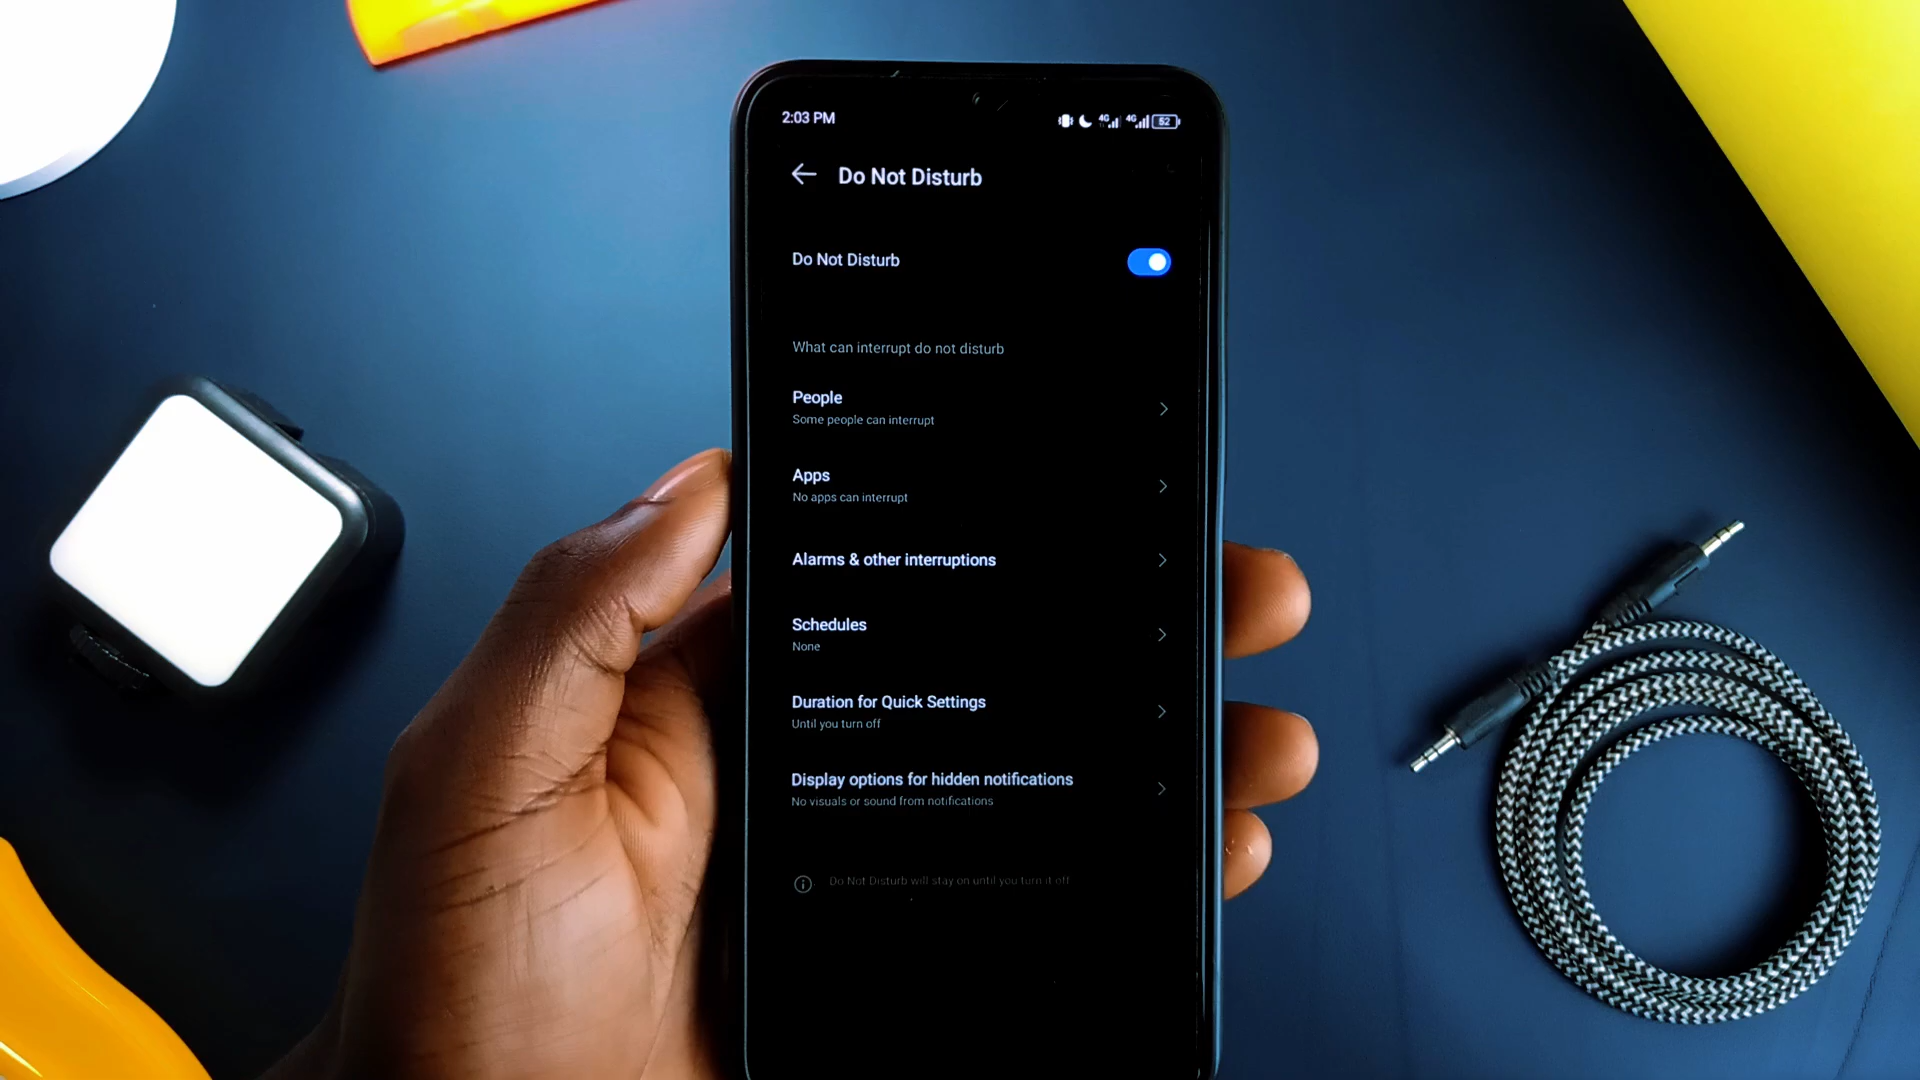 2:03 PM 4G 4G 52
Do Not Disturb
Do Not Disturb
What can interrupt do not disturb
People
Some people can interrupt
Apps
No apps can interrupt
Alarms & other interruptions
Schedules
None
Duration for Quick Settings
Until you turn off
Display options for hidden notifications
No visuals or sound from notifications
Do Not Disturb will stay on until you turn it off